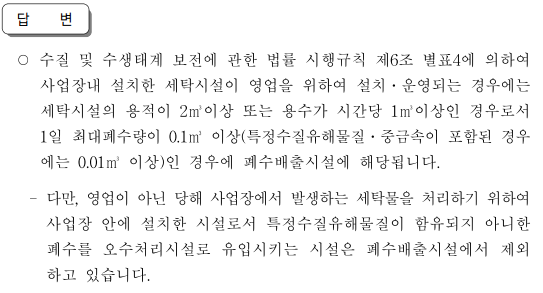 답 변
○ 수질 및 수생태계 보전에 관한 법률 시행규칙 제6조 별표4에 의하여
사업장내 설치한 세탁시설이 영업을 위하여 설치·운영되는 경우에는
세탁시설의 용적이 2㎥이상 또는 용수가 시간당 1㎥이상인 경우로서
1일 최대폐수량이 0.1㎥ 이상(특정수질유해물질·중금속이 포함된 경우
에는 0.01㎥ 이상)인 경우에 폐수배출시설에 해당됩니다.
- 다만, 영업이 아닌 당해 사업장에서 발생하는 세탁물을 처리하기 위하여
사업장 안에 설치한 시설로서 특정수질유해물질이 함유되지 아니한
폐수를 오수처리시설로 유입시키는 시설은 폐수배출시설에서 제외
하고 있습니다.